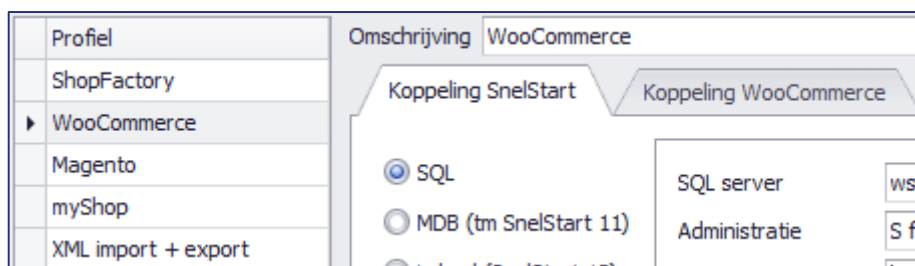 Profiel
ShopFactory
WooCommerce
Magento
myShop
XML import + export
Omschrijving WooCommerce
Koppeling SnelStart Koppeling WooCommerce
SQL
MDB (tm SnelStart 11)
SQL server ws
Administratie S f